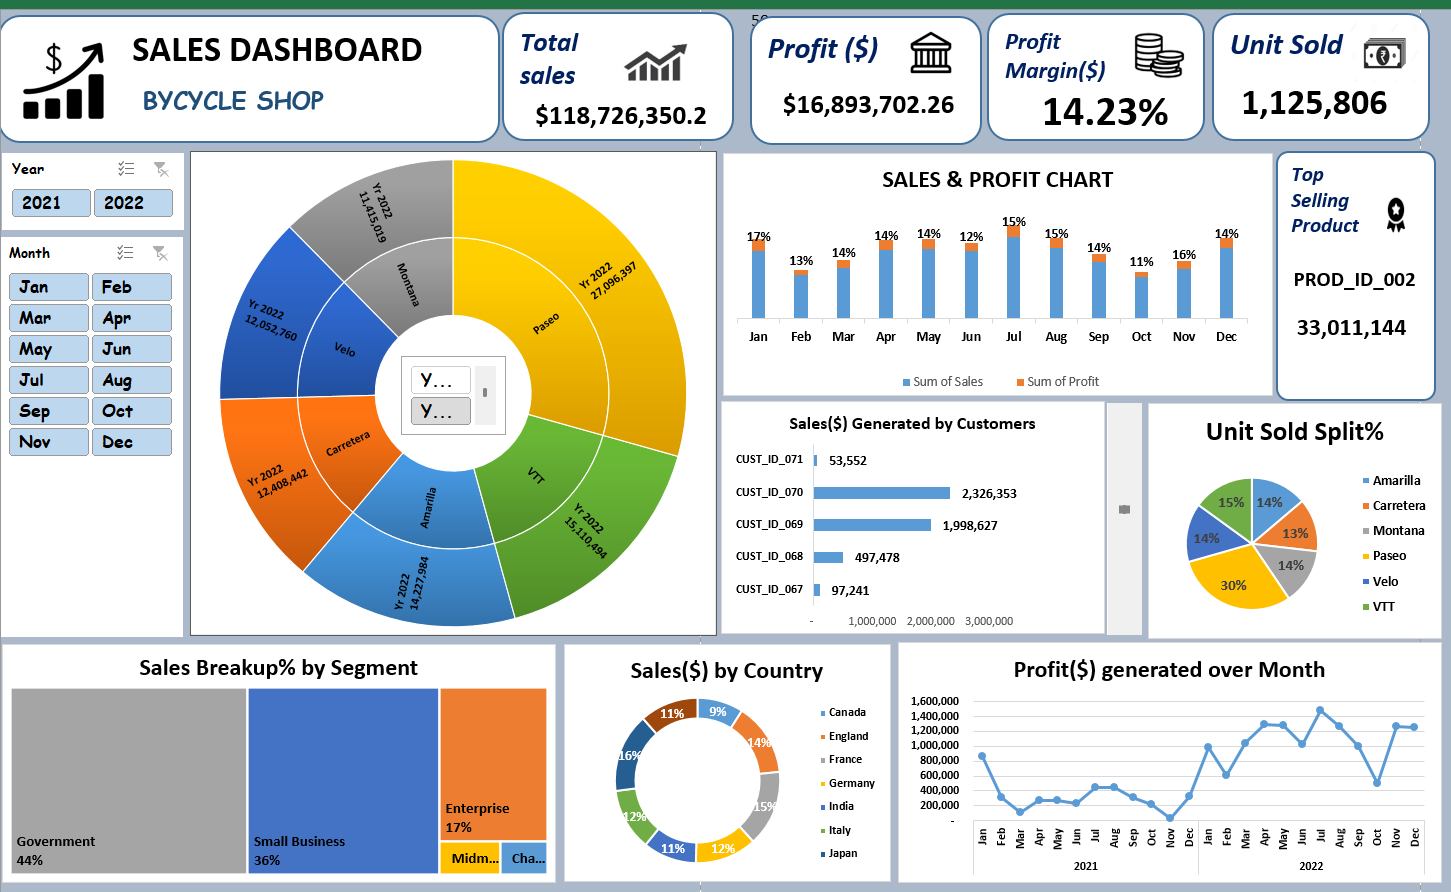 SALES DASHBOARD
BYCYCLE SHOP
Total
sales
$118,726,350.2
Profit ($)
$16,893,702.26
Profit
Margin($)
14.23%
Unit Sold
1,125,806
Year
2021 2022
Month
Jan Feb
Mar Apr
May Jun
Jul Aug
Sep Oct
Nov Dec
Yr 2022
11,415,019
Montana
Yr 2022
27,096,397
Paseo
Yr 2022
12,052,760
Velo
Yr 2022
12,408,442
Carretera
Yr 2022
14,227,984
Amarilla
Yr 2022
15,110,494
VTT
Y...
Y...
SALES & PROFIT CHART
17% 13% 14% 14% 14% 12% 15% 15% 14% 11% 16% 14%
Jan Feb Mar Apr May Jun Jul Aug Sep Oct Nov Dec
Sum of Sales Sum of Profit
Top
Selling
Product
PROD_ID_002
33,011,144
Sales($) Generated by Customers
CUST_ID_071 53,552
CUST_ID_070 2,326,353
CUST_ID_069 1,998,627
CUST_ID_068 497,478
CUST_ID_067 97,241
- 1,000,000 2,000,000 3,000,000
Unit Sold Split%
14%
13%
14%
30%
14%
15%
Amarilla
Carretera
Montana
Paseo
Velo
VTT
Sales Breakup% by Segment
Government
44%
Small Business
36%
Enterprise
17%
Midm...
Cha...
Sales($) by Country
9%
14%
15%
12%
11%
12%
16%
11%
Canada
England
France
Germany
India
Italy
Japan
Profit($) generated over Month
1,600,000
1,400,000
1,200,000
1,000,000
800,000
600,000
400,000
200,000
-
Jan Feb Mar Apr May Jun Jul Aug Sep Oct Nov Dec Jan Feb Mar Apr May Jun Jul Aug Sep Oct Nov Dec
2021 2022